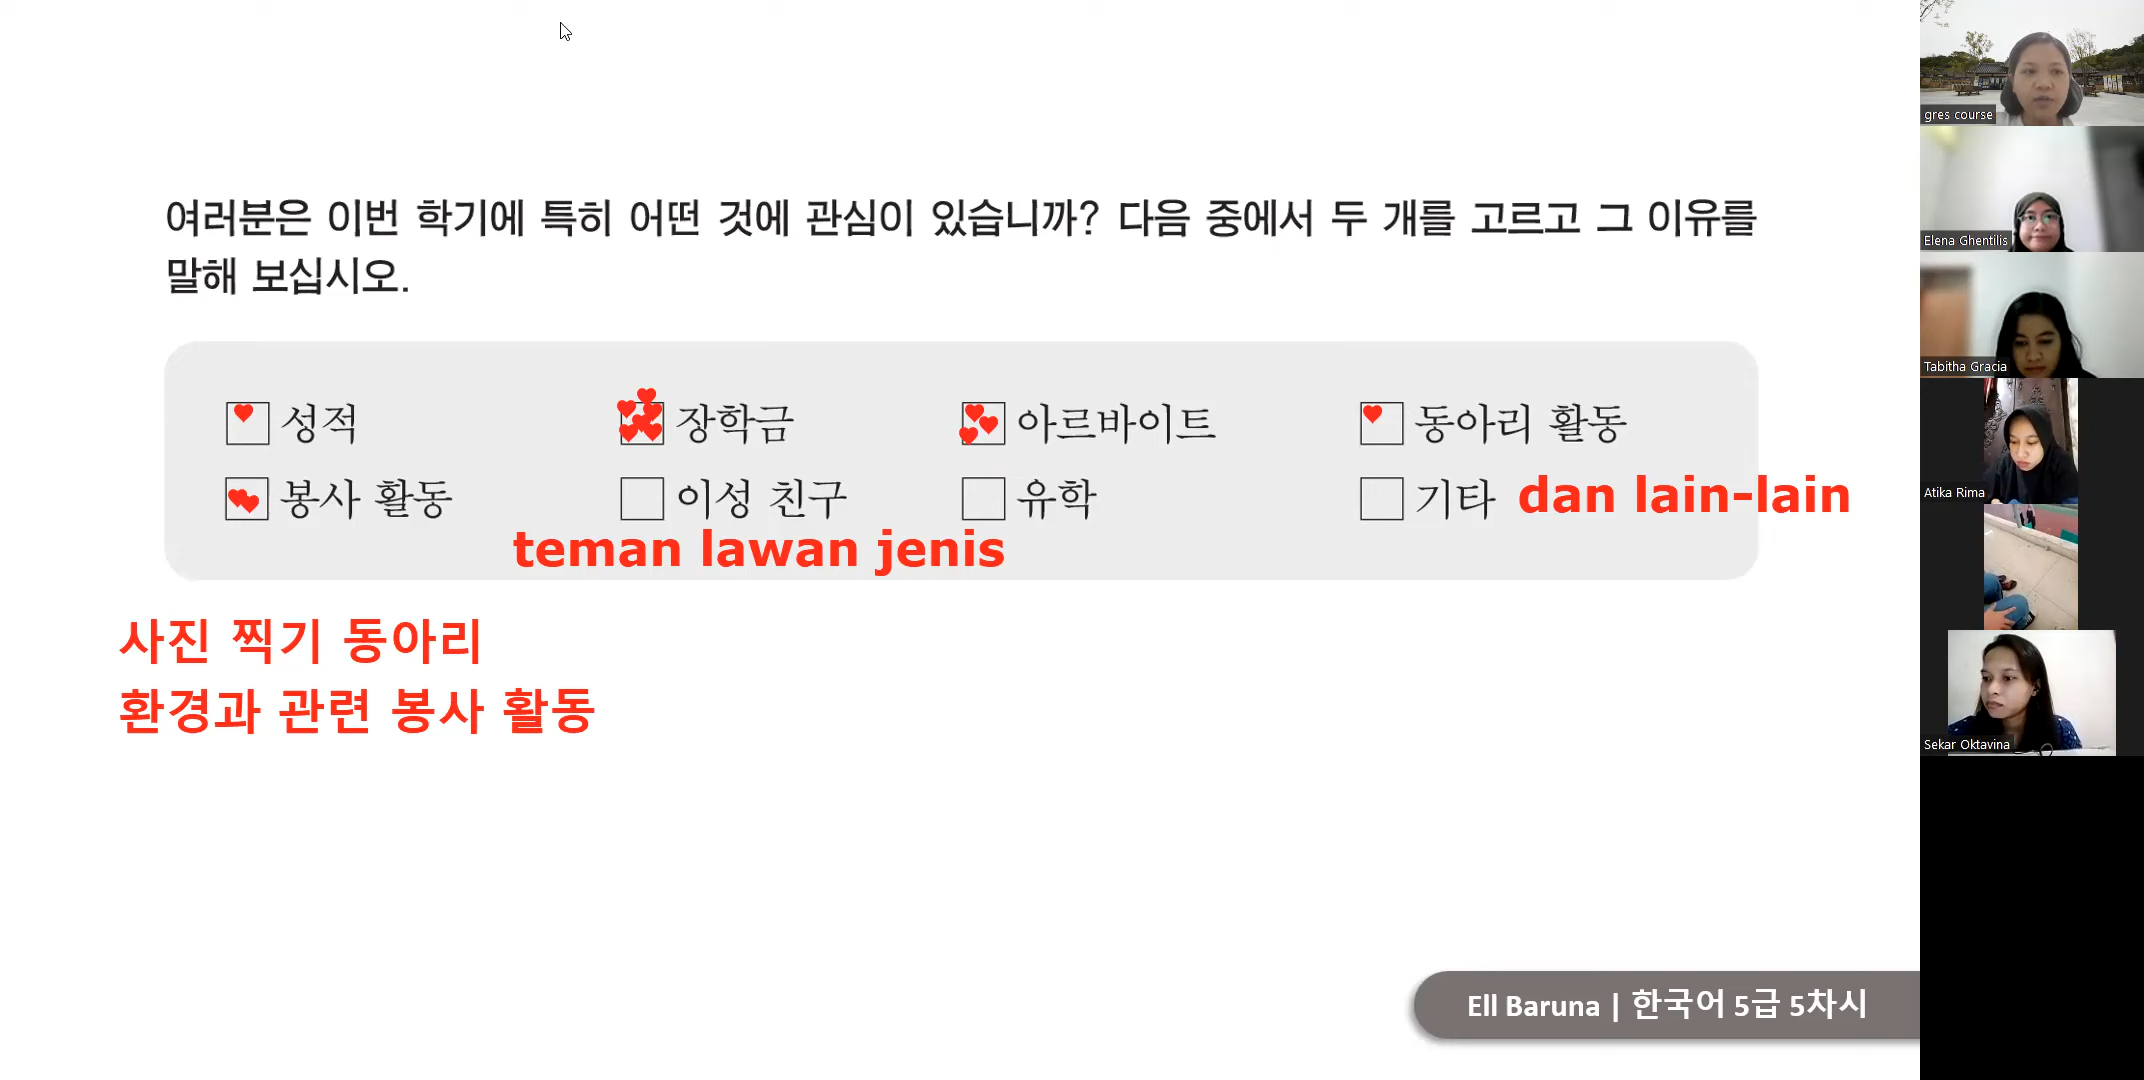 여러분은 이번 학기에 특히 어떤 것에 관심이 있습니까? 다음 중에서 두 개를 고르고 그 이유를
말해 보십시오.
성적 장학금 아르바이트 동아리 활동
봉사 활동 이성 친구 유학 기타 dan lain-lain
teman lawan jenis
사진 찍기 동아리
환경과 관련 봉사 활동
Ell Baruna | 한국어 5급 5차시
gres course
Elena Ghentilis
Tabitha Gracia
Atika Rima
Sekar Oktavina